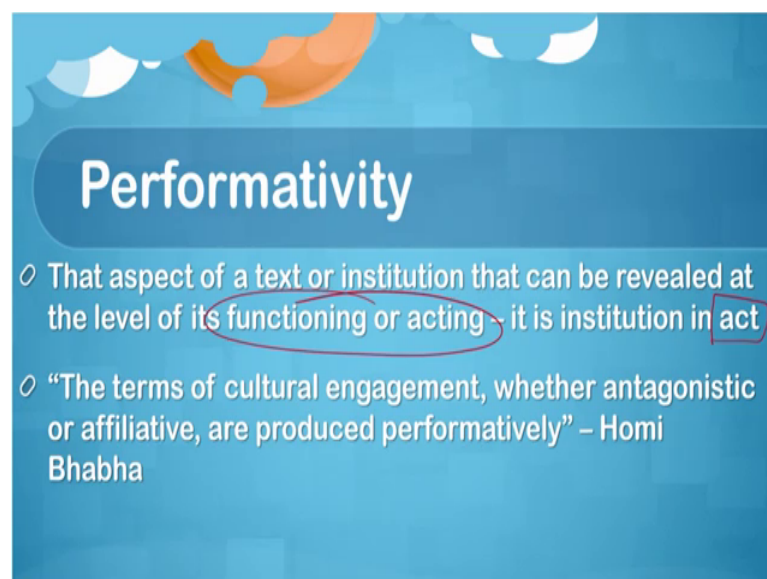 Performativity
That aspect of a text or institution that can be revealed at
the level of its functioning or acting – it is institution in act
“The terms of cultural engagement, whether antagonistic
or affiliative, are produced performatively” – Homi
Bhabha